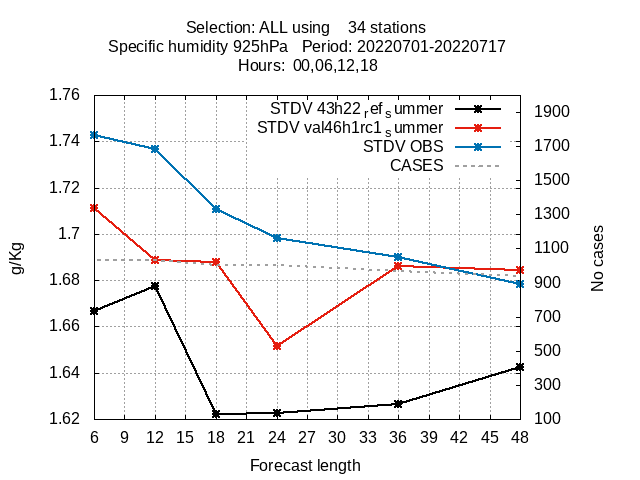 Selection: ALL using    34 stations
Specific humidity 925hPa   Period: 20220701-20220717
Hours:  00,06,12,18
STDV 43h22ref_summer
STDV val46h1rc1_summer
STDV OBS
CASES
1.76
1.74
1.72
1.7
1.68
1.66
1.64
1.62
g/Kg
1900
1700
1500
1300
1100
900
700
500
300
100
No cases
6 9 12 15 18 21 24 27 30 33 36 39 42 45 48
Forecast length